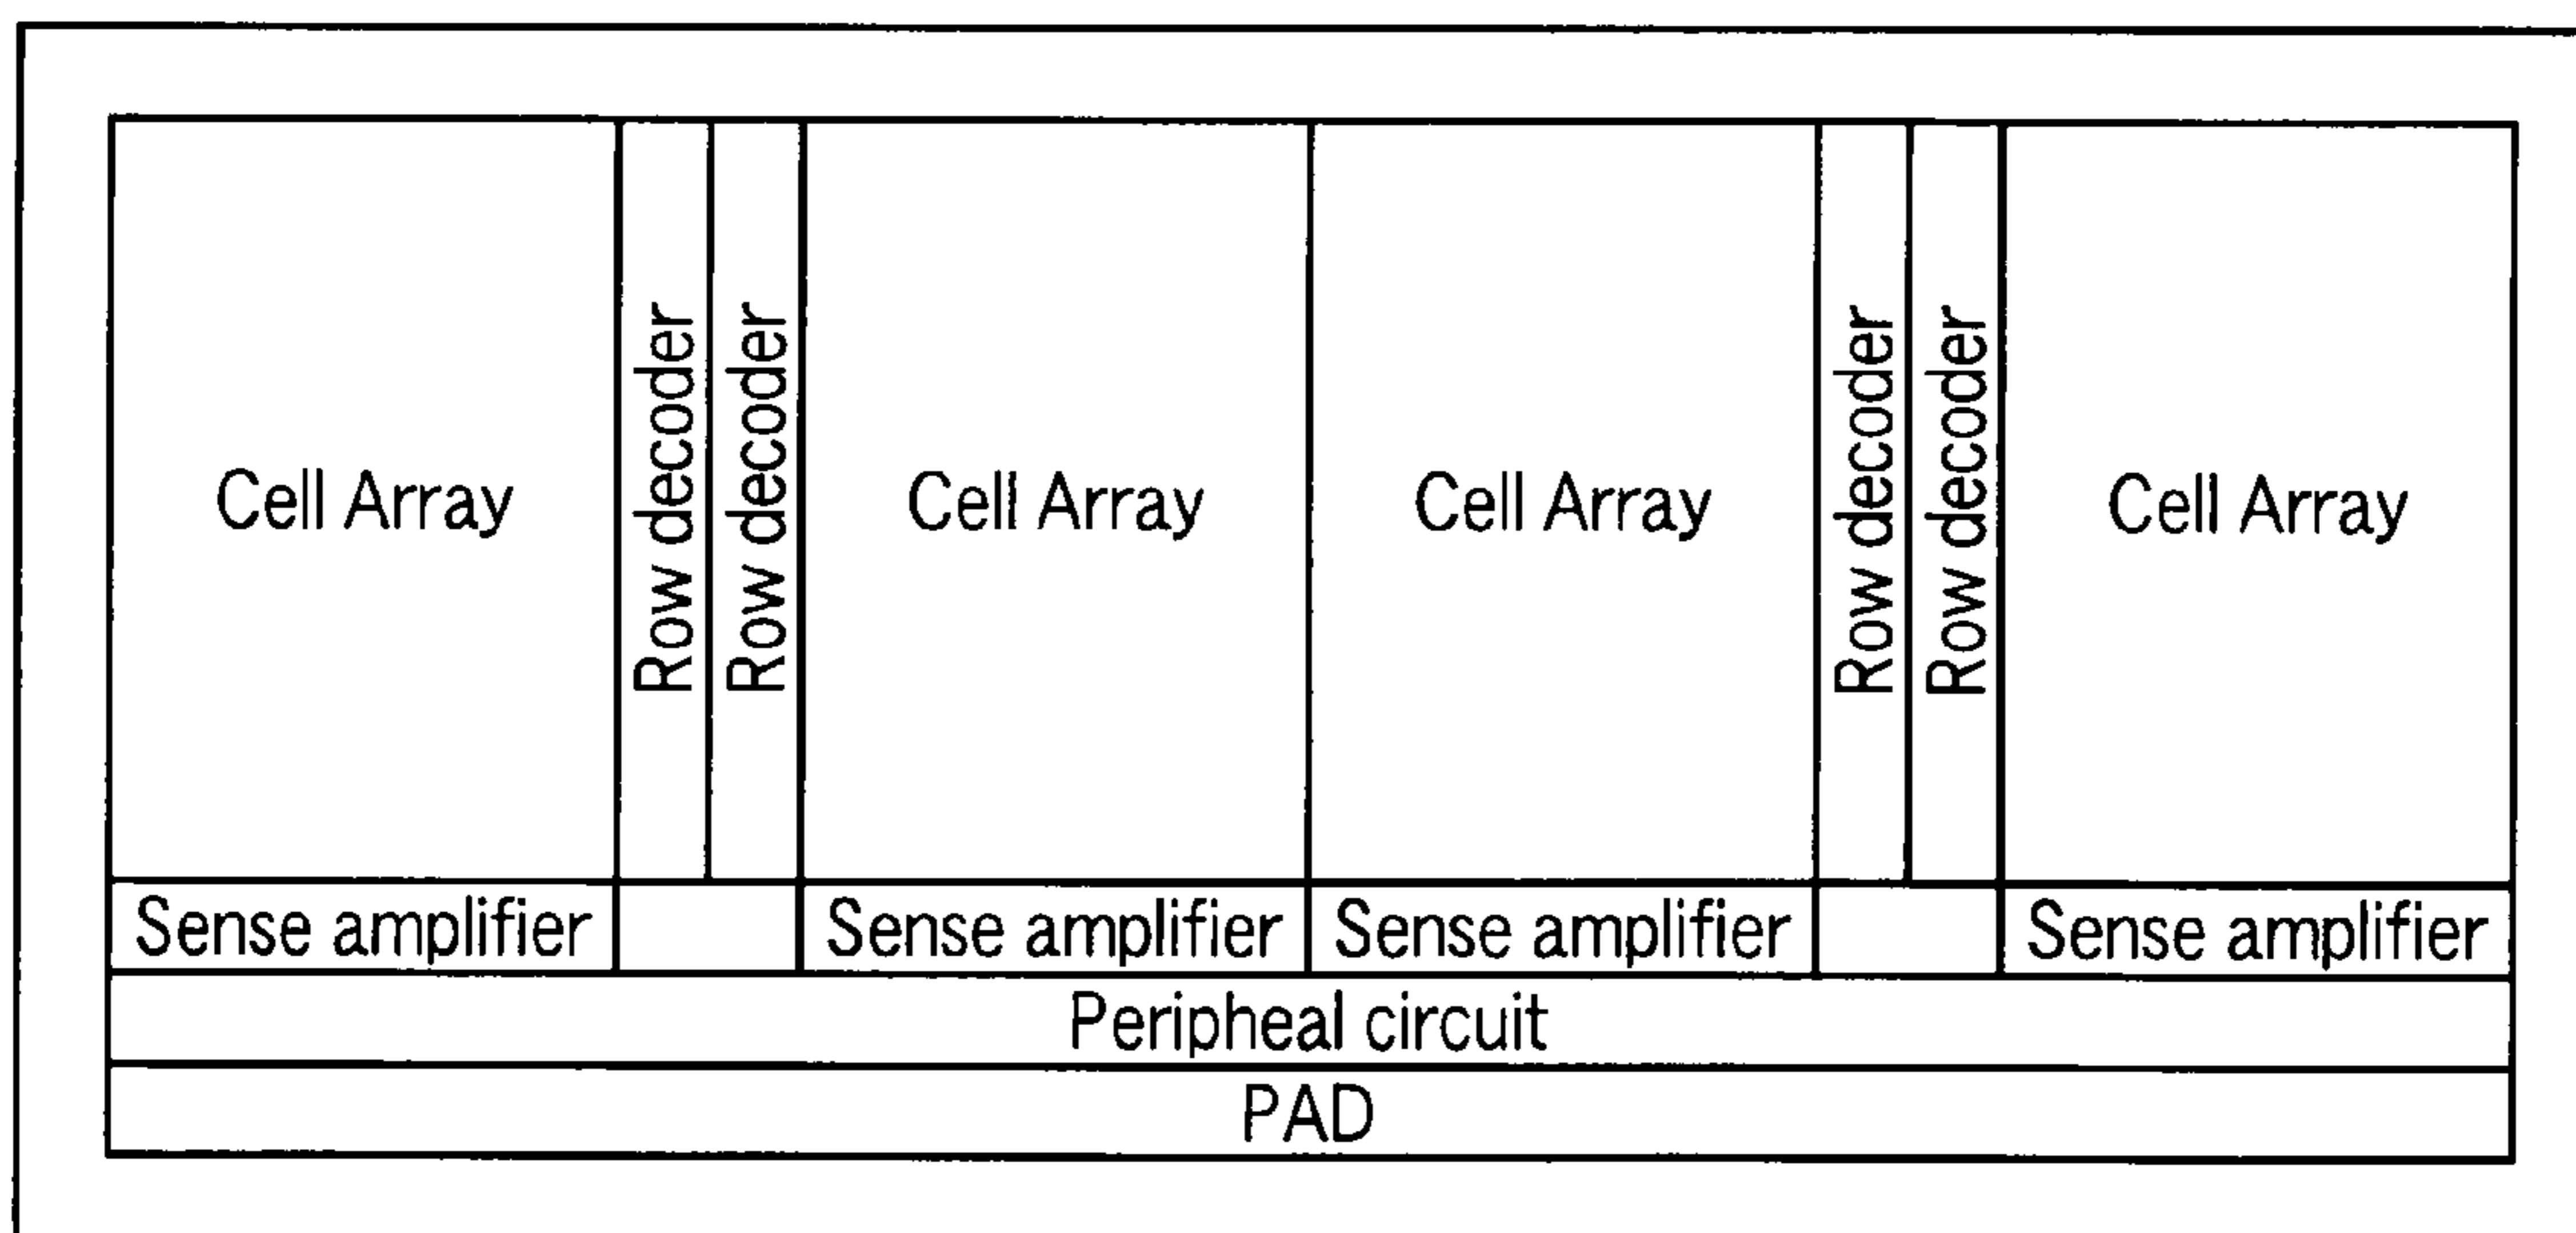 Cell Array
Row decoder
Row decoder
Cell Array
Cell Array
Row decoder
Row decoder
Cell Array
Sense amplifier
Sense amplifier
Sense amplifier
Sense amplifier
Peripheal circuit
PAD